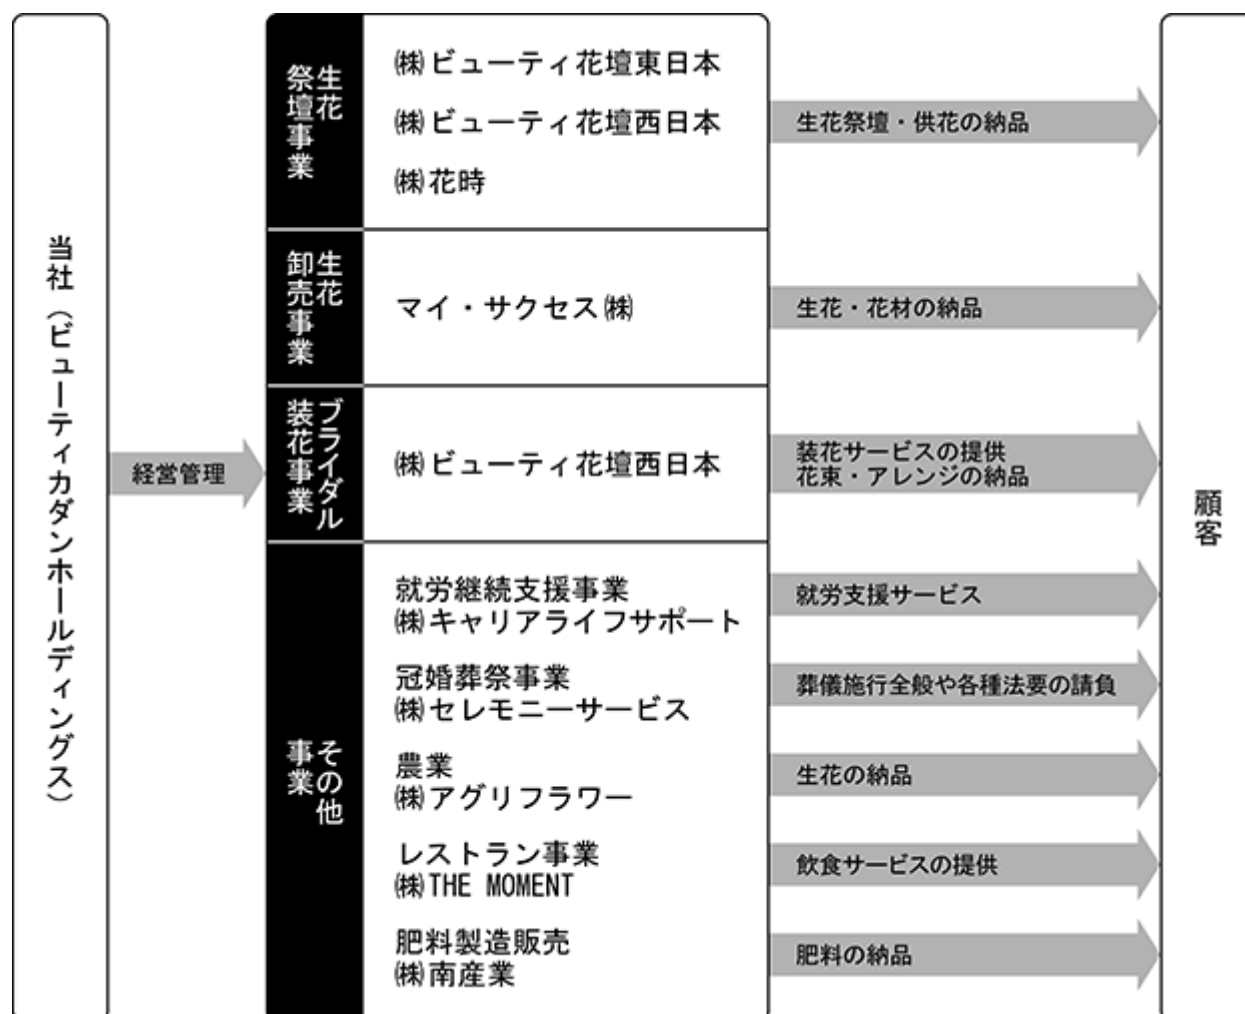 当社（ビューティカダンホールディングス）
経営管理
生花
祭壇事業
㈱ビューティ花壇東日本
㈱ビューティ花壇西日本
㈱花時
生花祭壇・供花の納品
生花
卸売事業
マイ・サクセス㈱
生花・花材の納品
ブライダル
装花事業
㈱ビューティ花壇西日本
装花サービスの提供
花束・アレンジの納品
その他
事業
就労継続支援事業
㈱キャリアライフサポート
就労支援サービス
冠婚葬祭事業
㈱セレモニーサービス
葬儀施行全般や各種法要の請負
農業
㈱アグリフラワー
生花の納品
レストラン事業
㈱THE MOMENT
飲食サービスの提供
肥料製造販売
㈱南産業
肥料の納品
顧客